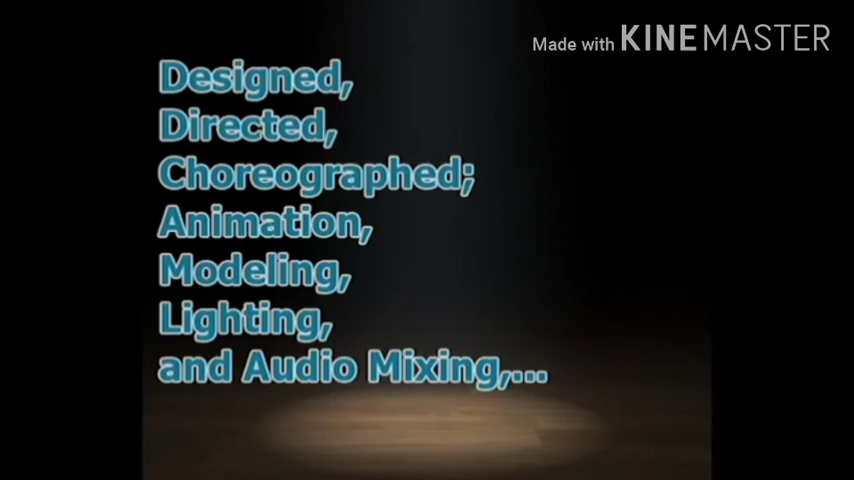 Made with KINEMASTER
Designed,
Directed,
Choreographed;
Animation,
Modeling,
Lighting,
and Audio Mixing,...